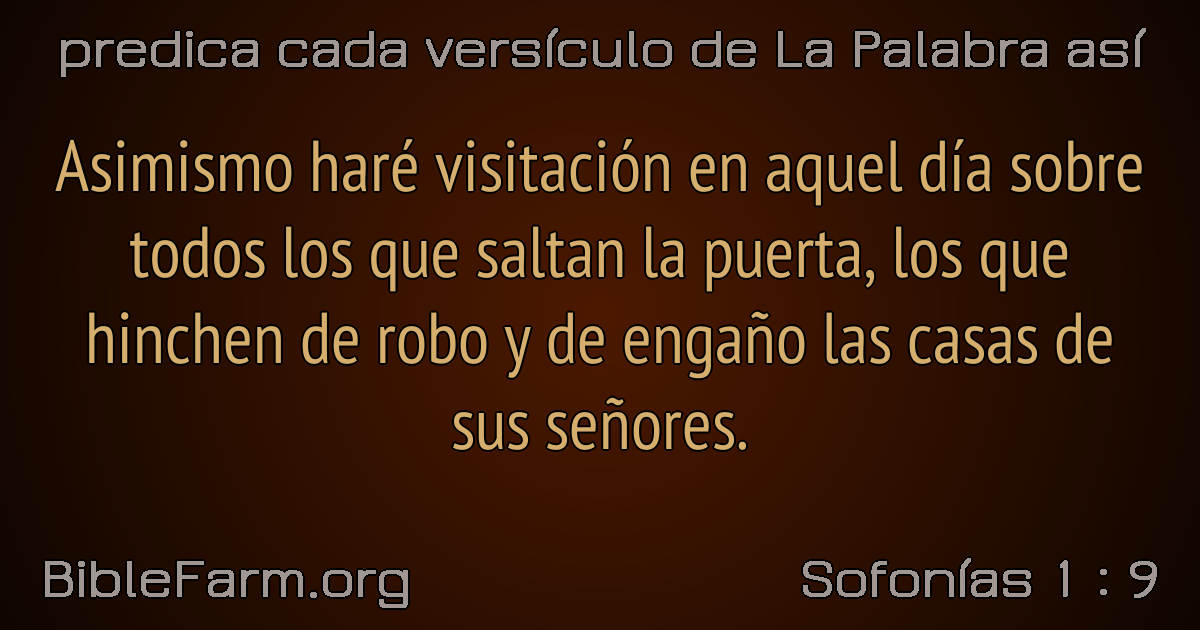 predica cada versículo de La Palabra así
Asimismo haré visitación en aquel día sobre
todos los que saltan la puerta, los que
hinchen de robo y de engaño las casas de
sus señores.
BibleFarm.org
Sofonías 1 : 9